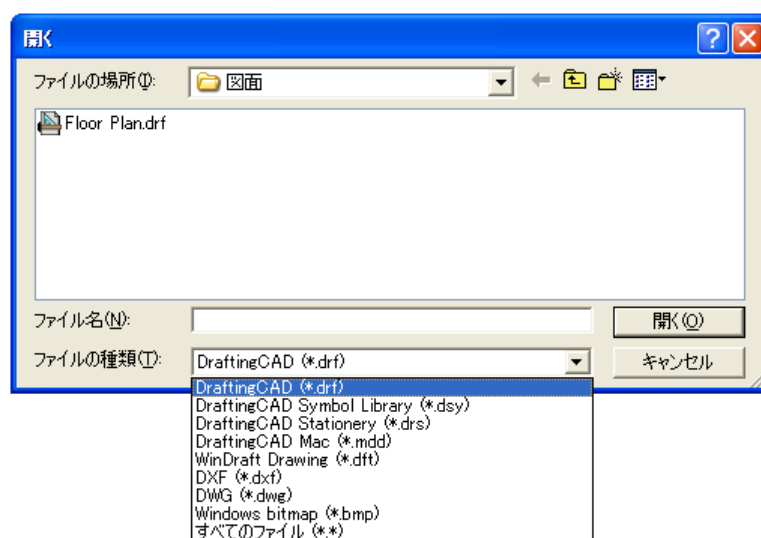 開く
ファイルの場所(I):
図面
Floor Plan.drf
ファイル名(N):
開く(O)
ファイルの種類(T):
DraftingCAD (*.drf)
キャンセル
DraftingCAD (*.drf)
DraftingCAD Symbol Library (*.dsy)
DraftingCAD Stationery (*.drs)
DraftingCAD Mac (*.mdd)
WinDraft Drawing (*.dft)
DXF (*.dxf)
DWG (*.dwg)
Windows bitmap (*.bmp)
すべてのファイル (*.*)